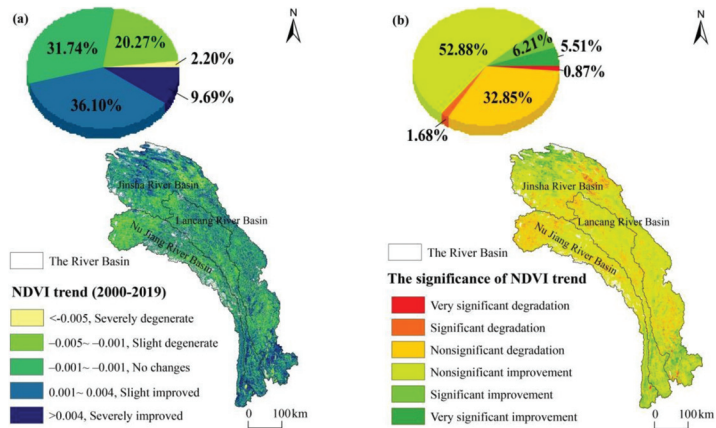 (a)
N
31.74%
20.27%
2.20%
36.10%
9.69%
Jinsha River Basin
Lancang River Basin
Nu Jiang River Basin
The River Basin
NDVI trend (2000-2019)
<-0.005, Severely degenerate
–0.005~ –0.001, Slight degenerate
–0.001~ –0.001, No changes
0.001~ 0.004, Slight improved
>0.004, Severely improved
0 100km
(b)
N
52.88%
6.21%
5.51%
0.87%
32.85%
1.68%
Jinsha River Basin
Lancang River Basin
Nu Jiang River Basin
The River Basin
The significance of NDVI trend
Very significant degradation
Significant degradation
Nonsignificant degradation
Nonsignificant improvement
Significant improvement
Very significant improvement
0 100km